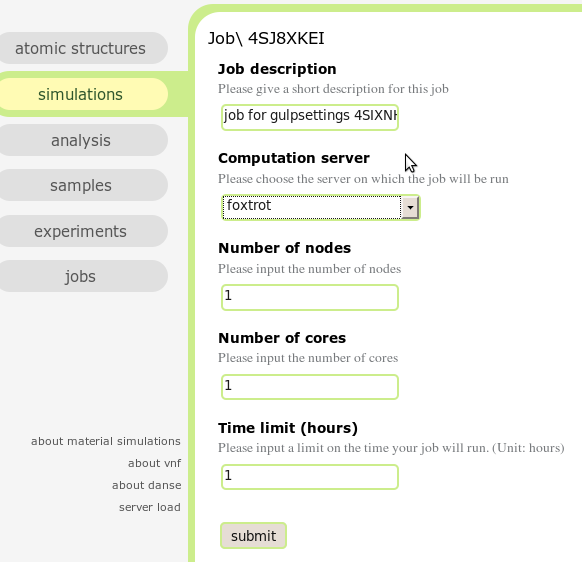 atomic structures
simulations
analysis
samples
experiments
jobs
about material simulations
about vnf
about danse
server load
Job\ 4SJ8XKEI
Job description
Please give a short description for this job
job for gulpsettings
Computation server
Please choose the server on which the job will be run
foxtrot
Number of nodes
Please input the number of nodes
1
Number of cores
Please input the number of cores
1
Time limit (hours)
Please input a limit on the time your job will run. (Unit: hours)
1
submit